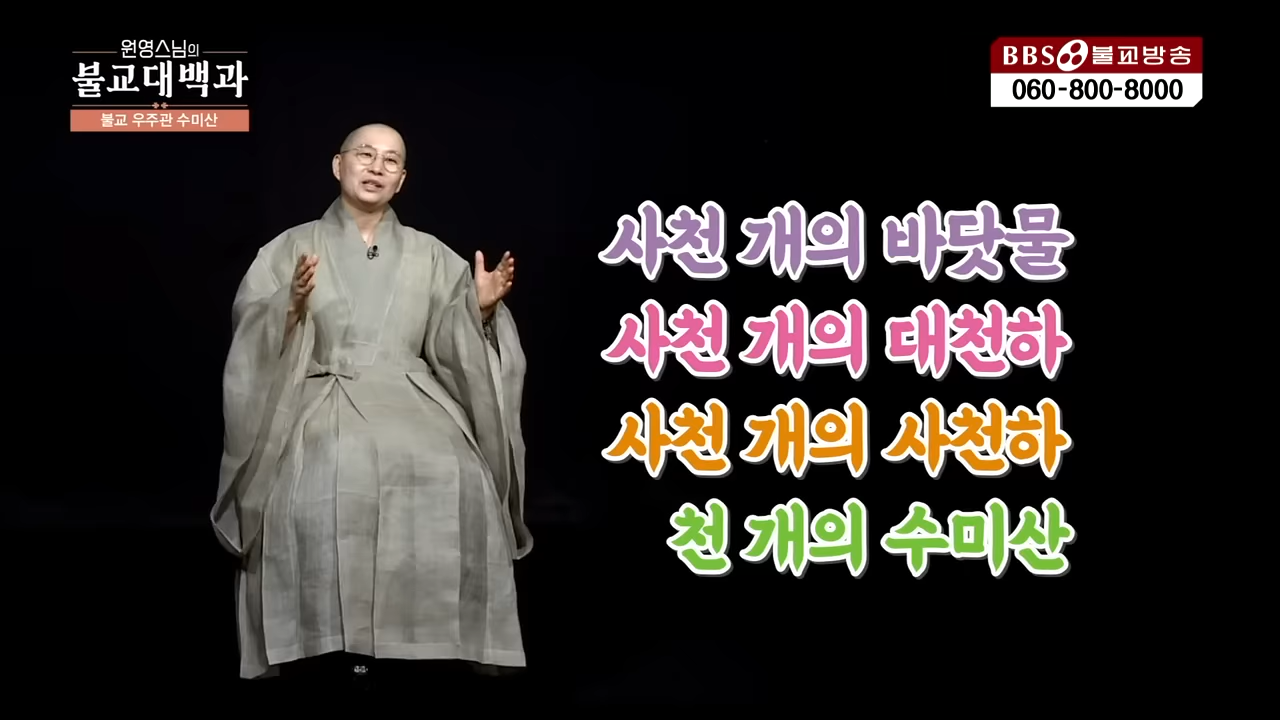 원영스님의
불교대백과
불교 우주관 수미산
BBS 불교방송
060-800-8000
사천 개의 바닷물
사천 개의 대천하
사천 개의 사천하
천 개의 수미산